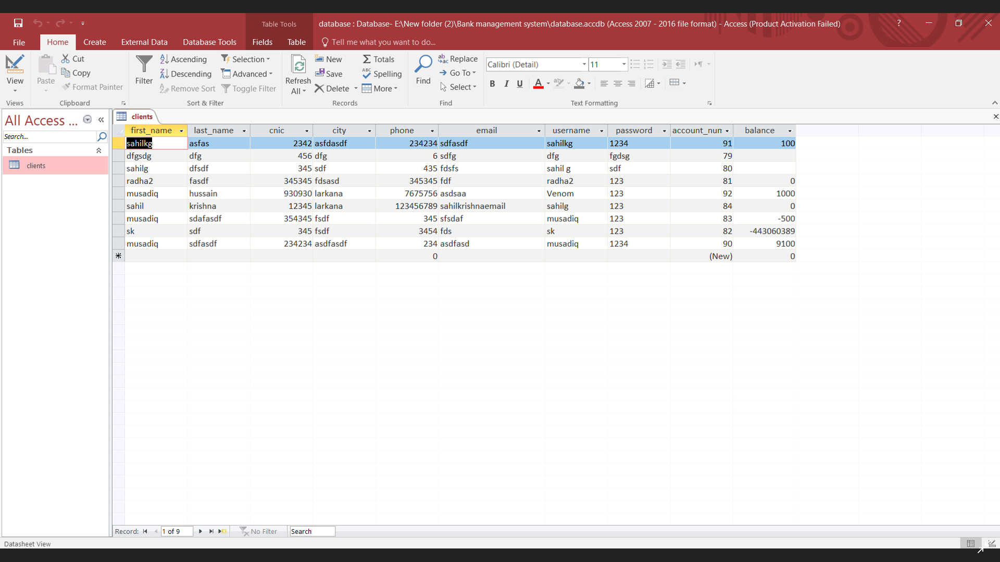 Table Tools
database : Database- E:\New folder (2)\Bank management system\database.accdb (Access 2007 - 2016 file format) - Access (Product Activation Failed)
?
File Home Create External Data Database Tools Fields Table Tell me what you want to do...
View
Views
Paste
Cut
Copy
Format Painter
Clipboard
Filter
Ascending
Descending
Remove Sort
Selection
Advanced
Toggle Filter
Sort & Filter
Refresh
All
New
Save
Delete
Totals
Spelling
More
Records
Find
Replace
Go To
Select
Find
Calibri (Detail) 11
B I U A
Text Formatting
All Access ...
Search...
Tables
clients
clients
first_name last_name cnic city phone email username password account_num balance
sahilkg asfas 2342 asfdasdf 234234 sdfasdf sahilkg 1234 91 100
dfgsdg dfg 456 dfg 6 sdfg dfg fgdsg 79
sahilg dfsdf 345 sdf 435 fdsfs sahil g sdf 80
radha2 fasdf 345345 fdsasd 345345 fdf radha2 123 81 0
musadiq hussain 930930 larkana 7675756 asdsaa Venom 123 92 1000
sahil krishna 12345 larkana 123456789 sahilkrishnaemail sahilg 123 84 0
musadiq sdafasdf 354345 fsdf 345 sfsdaf musadiq 123 83 -500
sk sdf 345 fsdf 3454 fds sk 123 82 -443060389
musadiq sdfasdf 234234 asdfasdf 234 asdfasd musadiq 1234 90 9100
* 0 (New) 0
Record: 1 of 9 No Filter Search
Datasheet View